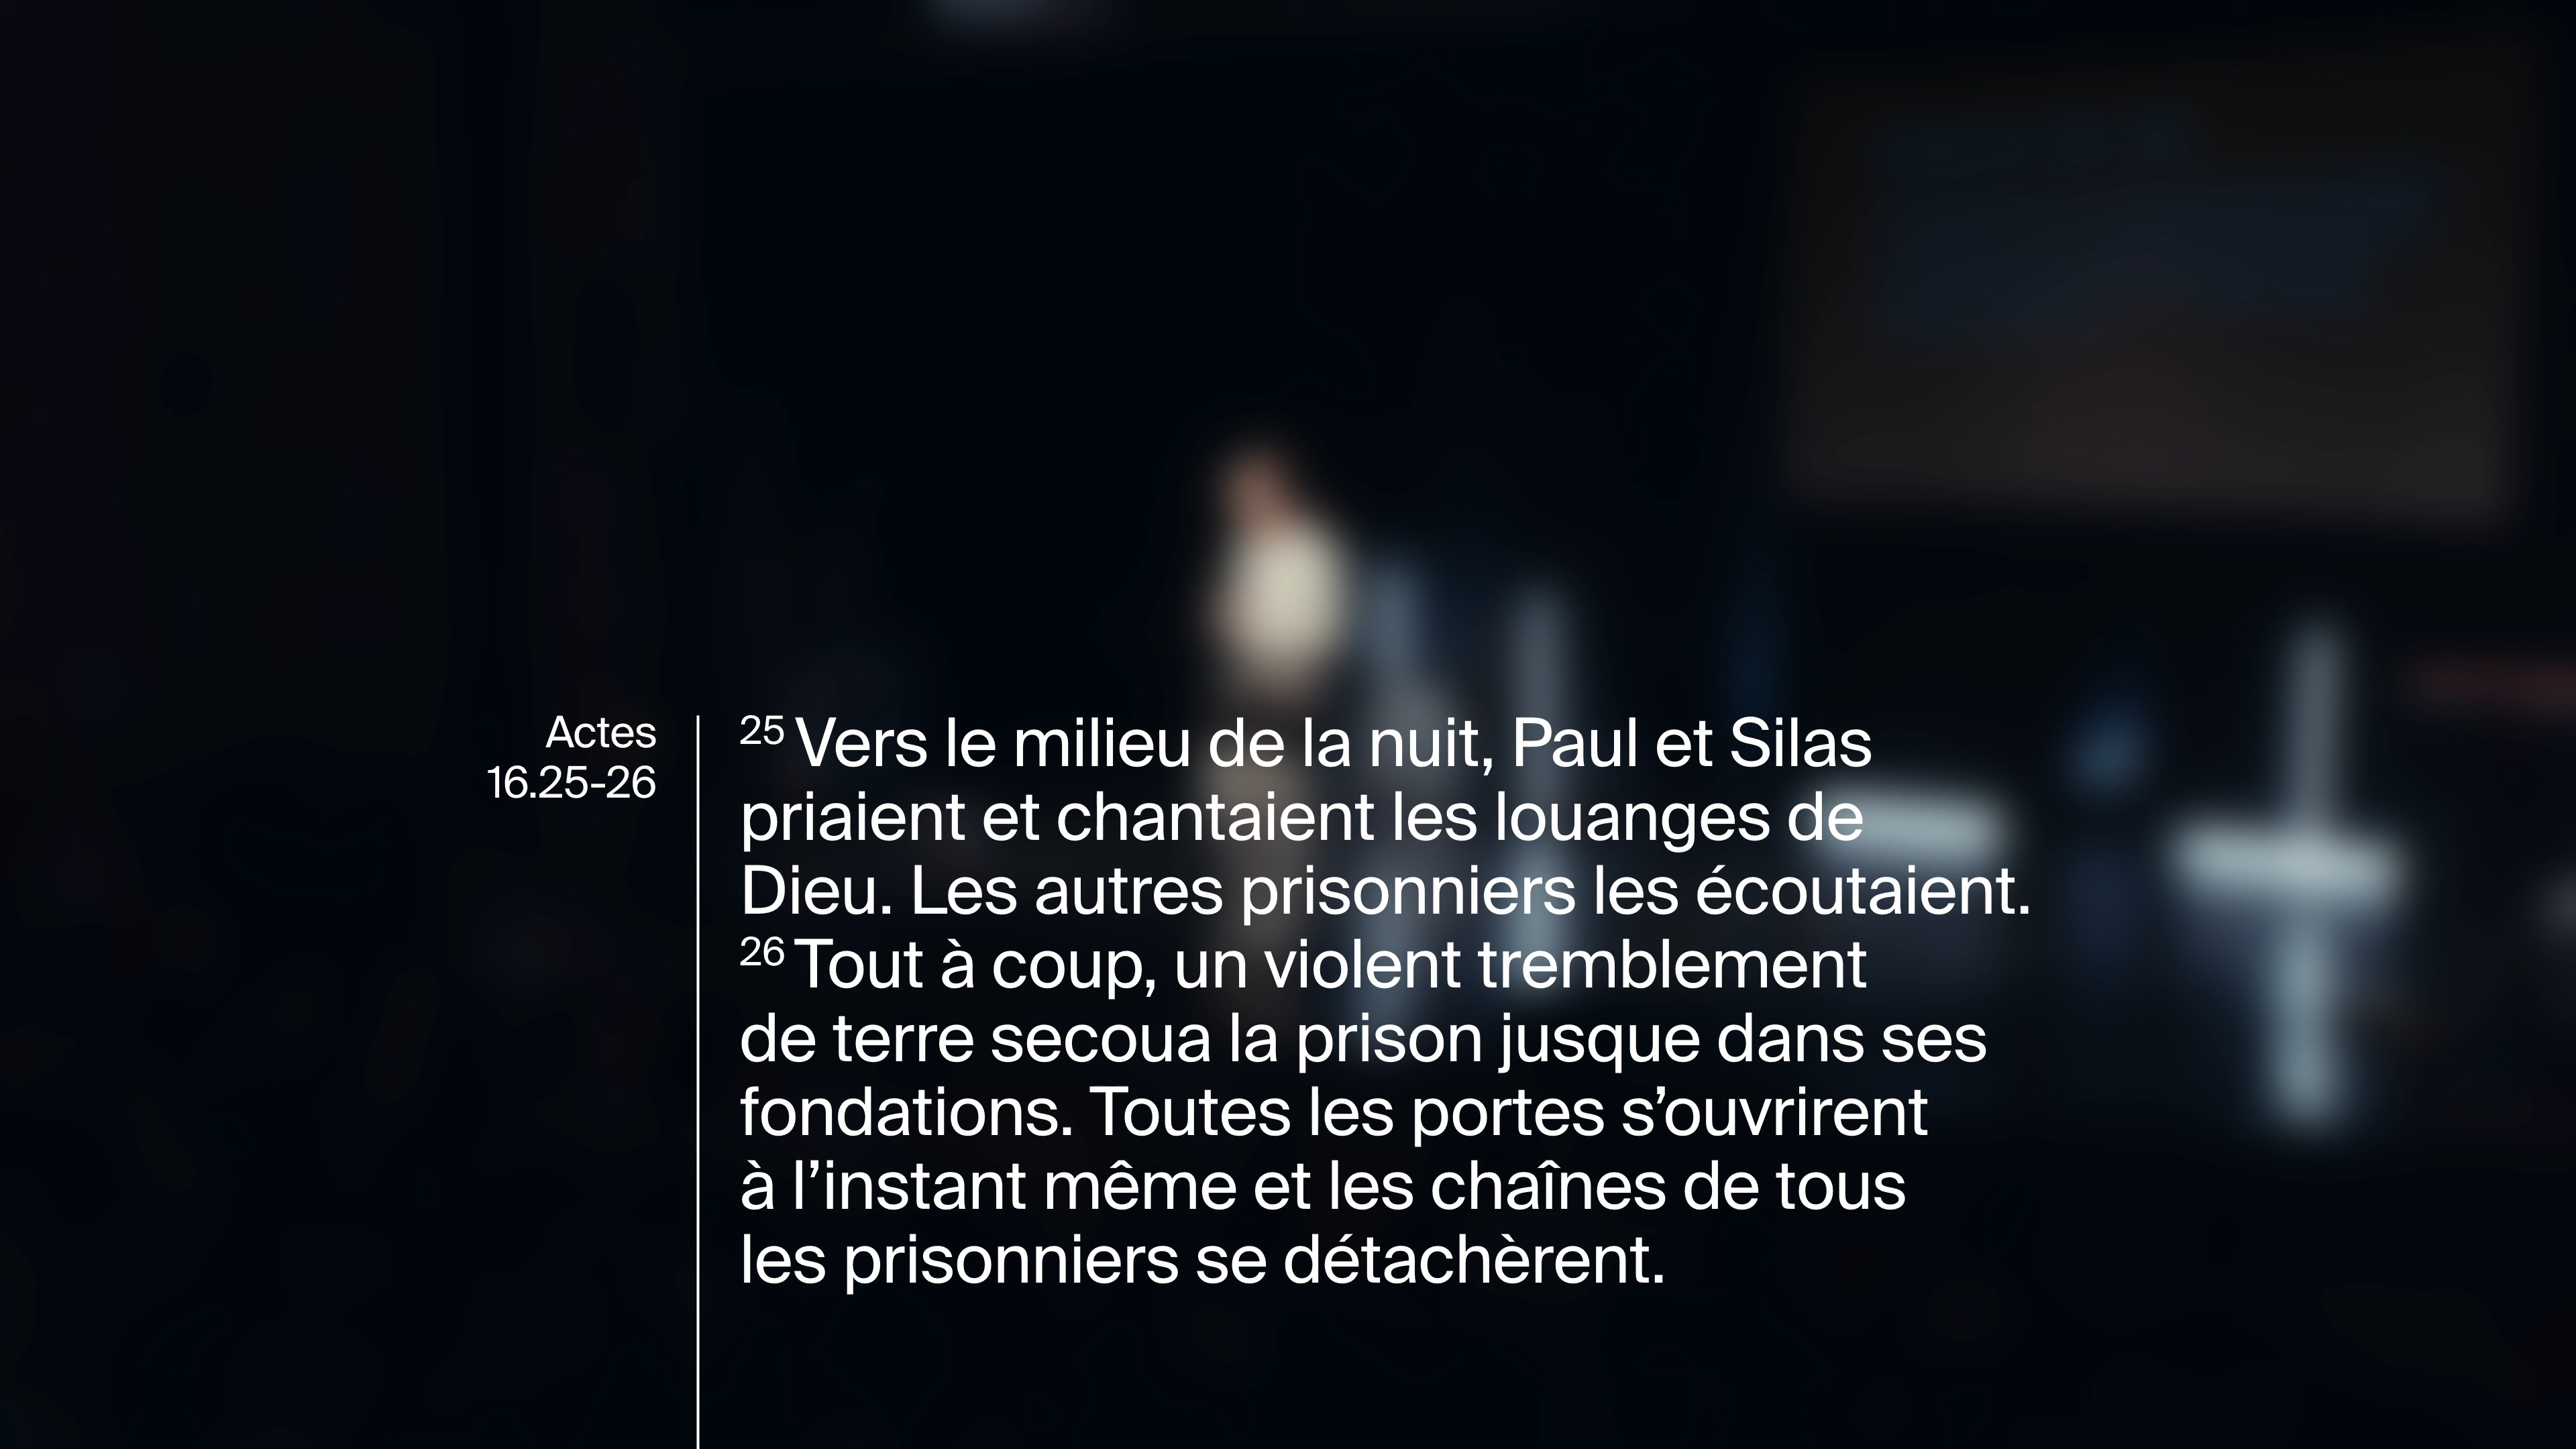 Actes
16.25-26
25 Vers le milieu de la nuit, Paul et Silas
priaient et chantaient les louanges de
Dieu. Les autres prisonniers les écoutaient.
26 Tout à coup, un violent tremblement
de terre secoua la prison jusque dans ses
fondations. Toutes les portes s’ouvrirent
à l’instant même et les chaînes de tous
les prisonniers se détachèrent.